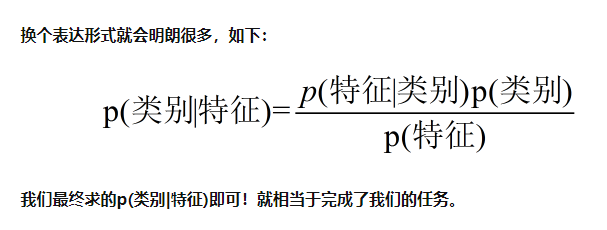 换个表达形式就会明朗很多，如下：
p(类别|特征)=p(特征|类别)p(类别)/p(特征)
我们最终求的p(类别|特征)即可！就相当于完成了我们的任务。